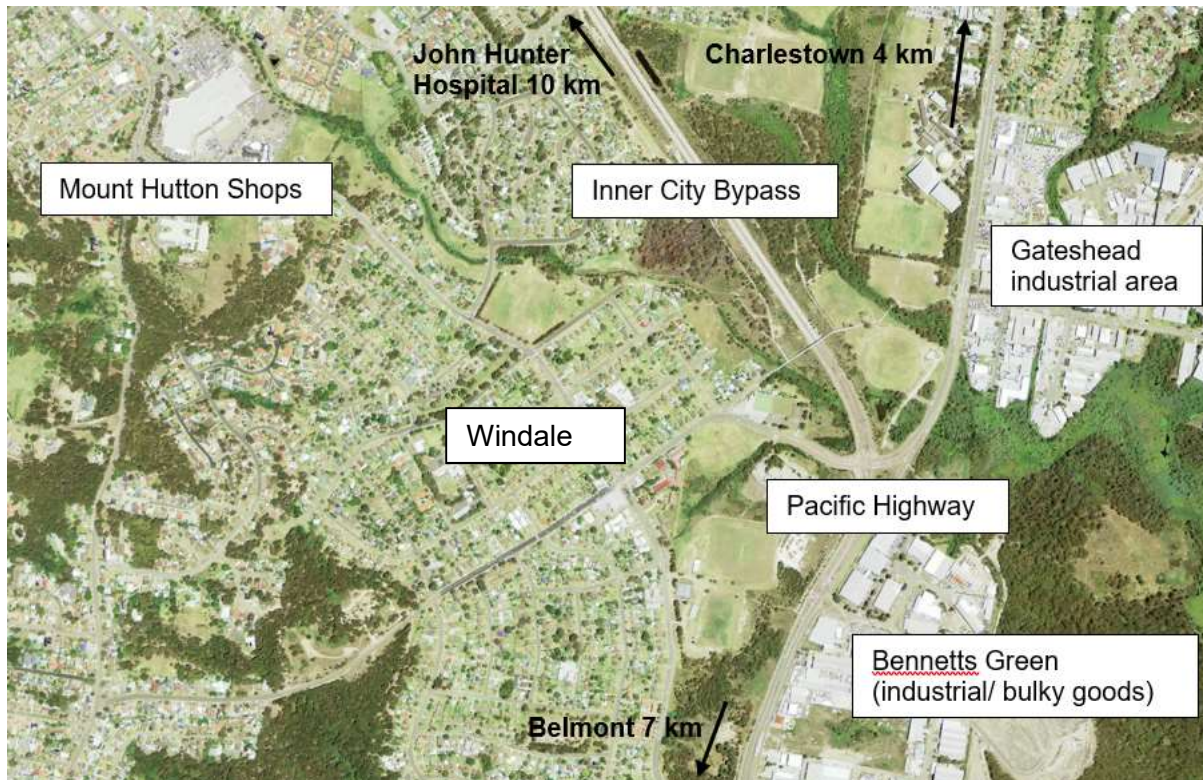 John Hunter
Hospital 10 km
Charlestown 4 km
Mount Hutton Shops
Inner City Bypass
Gateshead
industrial area
Windale
Pacific Highway
Bennetts Green
(industrial/ bulky goods)
Belmont 7 km